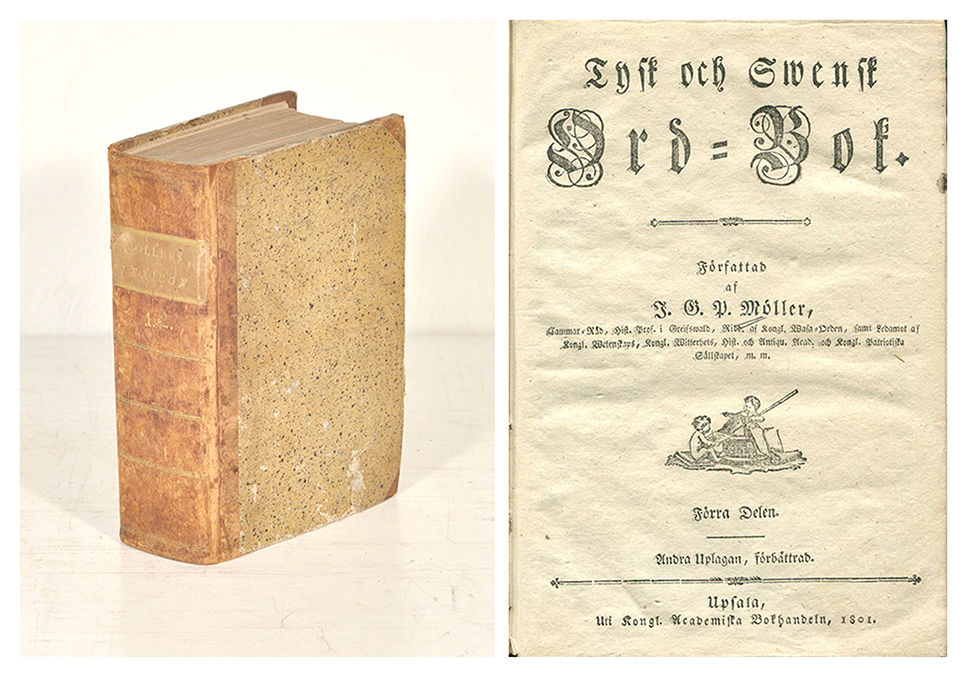 LEXICON
Tysk och Swensk
Ord=Bok.
Författad
af
J. G. P. Möller,
Cammar-Råd, Hist. Prof. i Greifswald, Ridd. af Kongl. Wasa-Orden, samt Ledamot af
Kongl. Wetenskaps, Kongl. Witterhets, Hist. och Antiqu. Acad. och Kongl. Patriotiska
Sällskapet, m. m.
Förra Delen.
Andra Uplagan, förbättrad.
Upsala,
Uti Kongl. Academiska Bokhandeln, 1801.